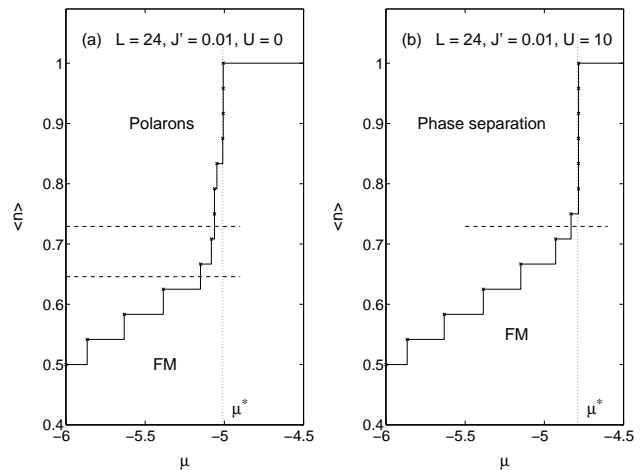 (a) L = 24, J' = 0.01, U = 0
1
0.9
0.8
0.7
0.6
0.5
0.4
<n>
Polarons
FM
μ*
−6
−5.5
−5
−4.5
μ
(b) L = 24, J' = 0.01, U = 10
1
0.9
0.8
0.7
0.6
0.5
0.4
<n>
Phase separation
FM
μ*
−6
−5.5
−5
−4.5
μ